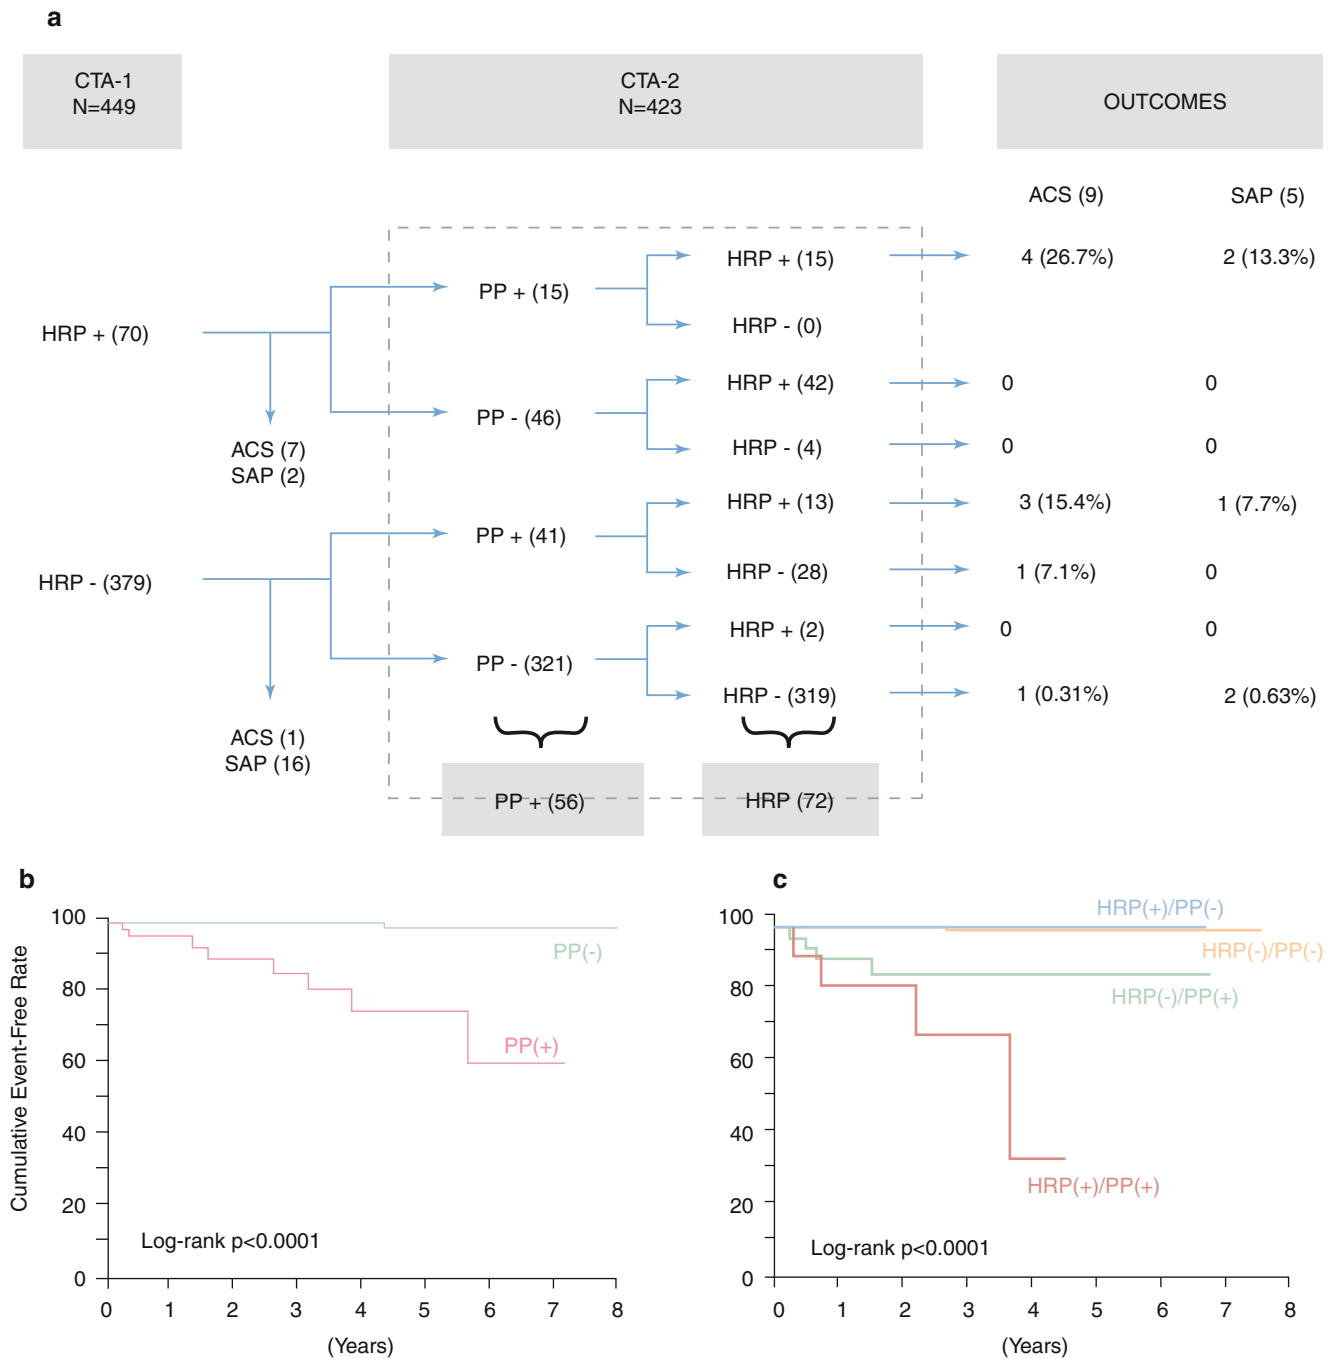 a
CTA-1
N=449
CTA-2
N=423
OUTCOMES
ACS (9) SAP (5)
HRP + (15) 4 (26.7%) 2 (13.3%)
PP + (15)
HRP - (0)
HRP + (70)
HRP + (42) 0 0
PP - (46)
HRP - (4) 0 0
ACS (7)
SAP (2)
HRP + (13) 3 (15.4%) 1 (7.7%)
PP + (41)
HRP - (28) 1 (7.1%) 0
HRP - (379)
HRP + (2) 0 0
PP - (321)
HRP - (319) 1 (0.31%) 2 (0.63%)
ACS (1)
SAP (16)
PP + (56) HRP (72)
b
Cumulative Event-Free Rate
100
80
60
40
20
0
PP(-)
PP(+)
Log-rank p<0.0001
0 1 2 3 4 5 6 7 8
(Years)
c
100
80
60
40
20
0
HRP(+)/PP(-)
HRP(-)/PP(-)
HRP(-)/PP(+)
HRP(+)/PP(+)
Log-rank p<0.0001
0 1 2 3 4 5 6 7 8
(Years)